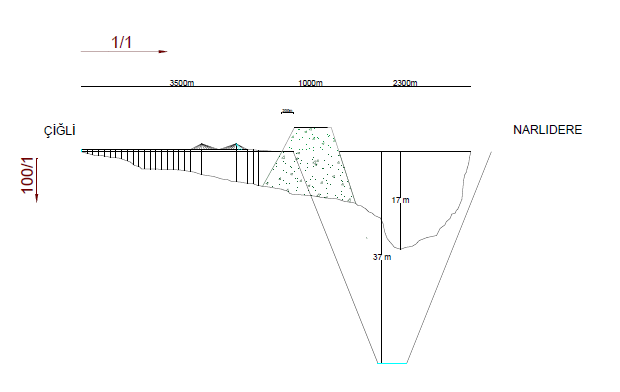 1/1
3500m
1000m
2300m
ÇİĞLİ
NARLIDERE
100/1
17 m
37 m